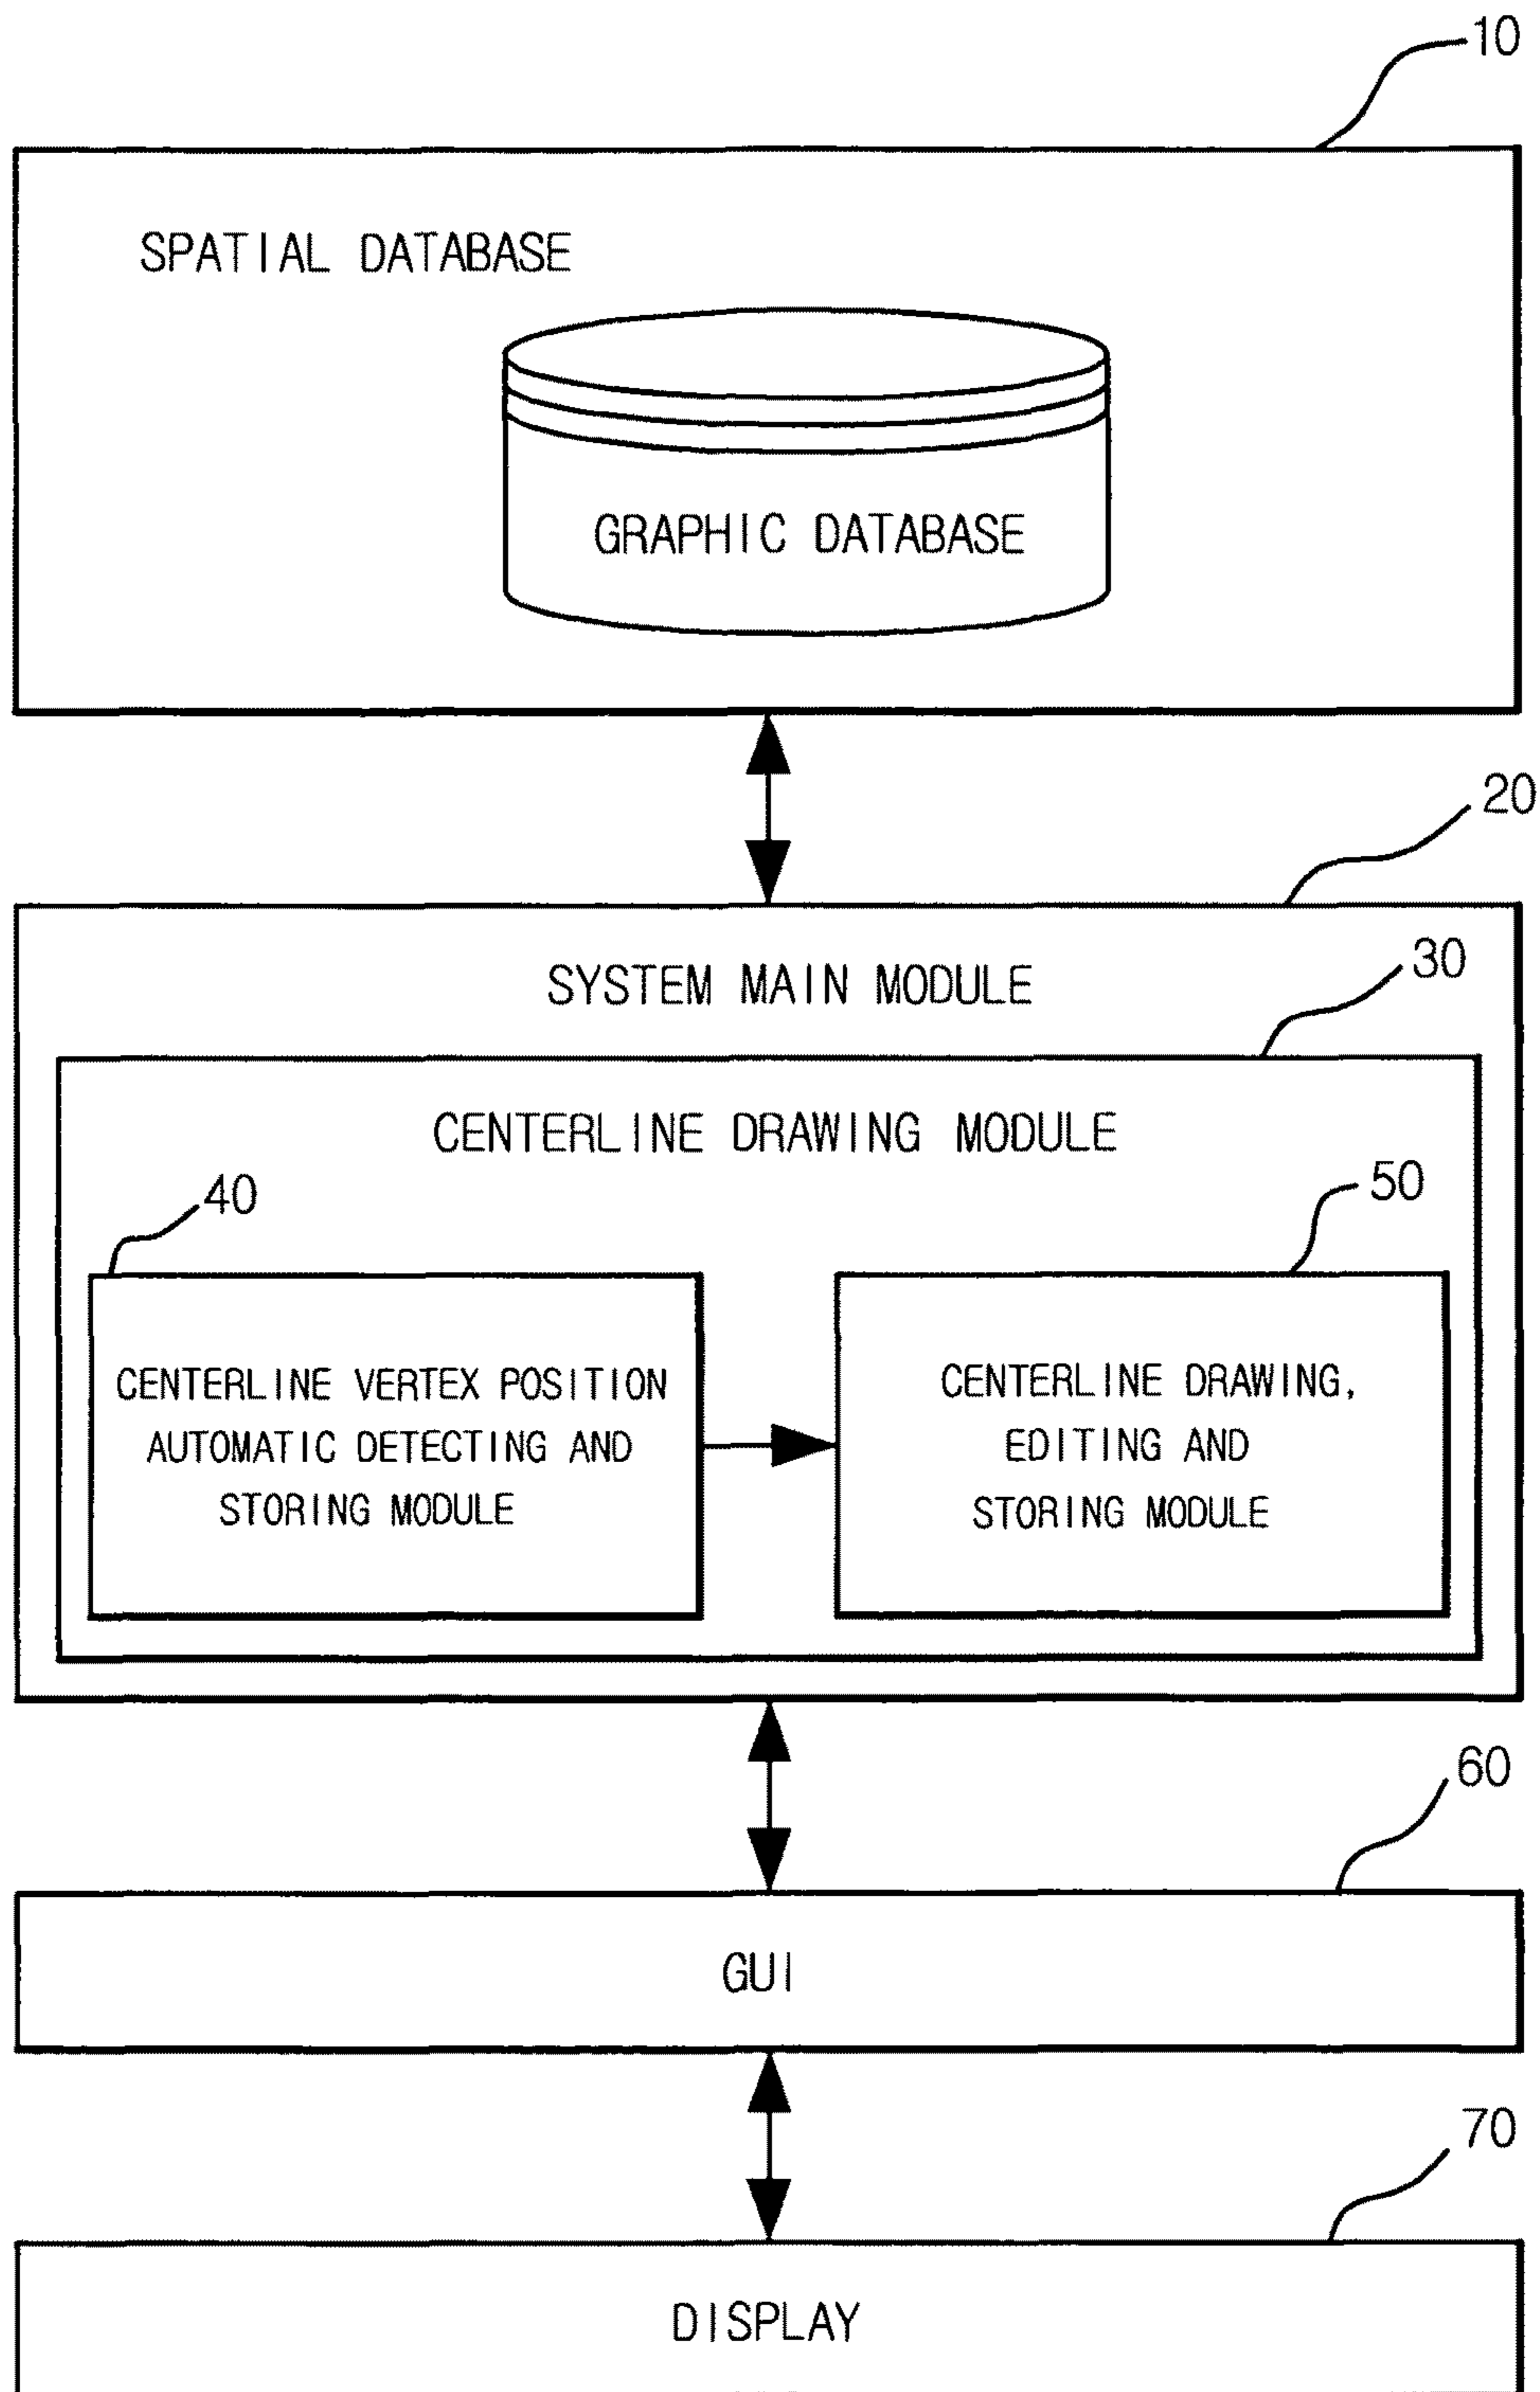 10
SPATIAL DATABASE
GRAPHIC DATABASE
20
SYSTEM MAIN MODULE
30
CENTERLINE DRAWING MODULE
40
50
CENTERLINE VERTEX POSITION
AUTOMATIC DETECTING AND
STORING MODULE
CENTERLINE DRAWING,
EDITING AND
STORING MODULE
60
GUI
70
DISPLAY